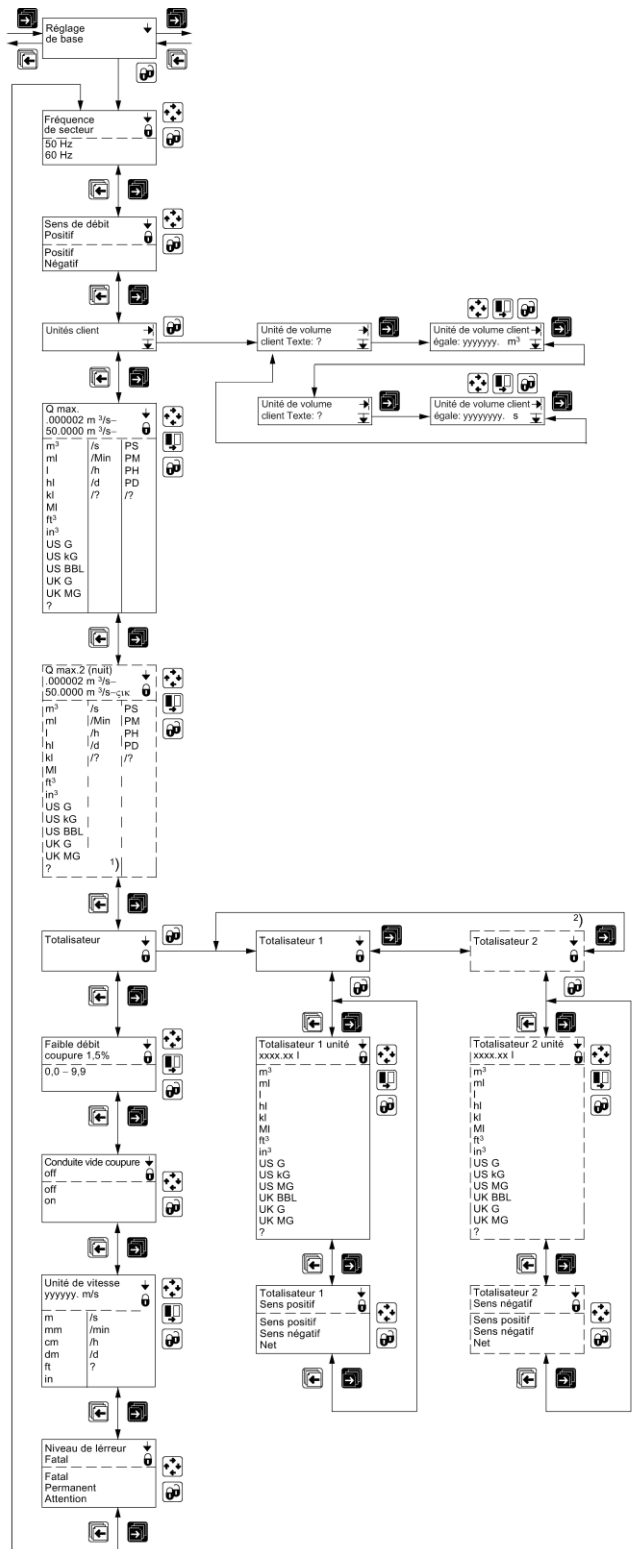 Réglage
de base
Fréquence
de secteur
50 Hz
60 Hz
Sens de débit
Positif
Positif
Négatif
Unités client
Unité de volume
client Texte: ?
Unité de volume client
égale: yyyyyyy. m³
Unité de volume
client Texte: ?
Unité de volume client
égale: yyyyyyyy. s
Q max.
.000002 m ³/s–
50.0000 m ³/s–
m³ /s PS
ml /Min PM
l /h PH
hl /d PD
kl /? /?
Ml
ft³
in³
US G
US kG
US BBL
UK G
UK MG
?
Q max.2 (nuit)
.000002 m ³/s–
50.0000 m ³/s–ςικ
m³ /s PS
ml /Min PM
l /h PH
hl /d PD
kl /? /?
Ml
ft³
in³
US G
US kG
US BBL
UK G
UK MG
? 1)
Totalisateur
Totalisateur 1
2)
Totalisateur 2
Faible débit
coupure 1,5%
0,0 – 9,9
Totalisateur 1 unité
xxxx.xx l
m³
ml
l
hl
kl
Ml
ft³
in³
US G
US kG
US MG
UK BBL
UK G
UK MG
?
Totalisateur 2 unité
xxxx.xx l
m³
ml
l
hl
kl
Ml
ft³
in³
US G
US kG
US MG
UK BBL
UK G
UK MG
?
Conduite vide coupure
off
off
on
Unité de vitesse
yyyyyy. m/s
m /s
mm /min
cm /h
dm /d
ft ?
in
Totalisateur 1
Sens positif
Sens positif
Sens négatif
Net
Totalisateur 2
Sens négatif
Sens positif
Sens négatif
Net
Niveau de lérreur
Fatal
Fatal
Permanent
Attention